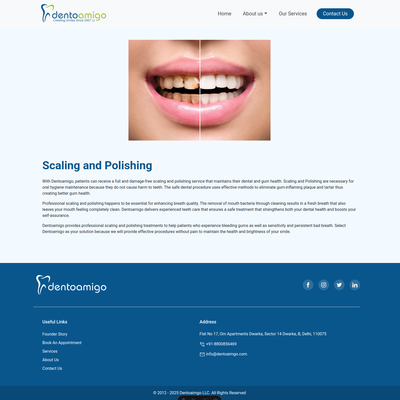 dentoamigo
Home About us Our Services Contact Us
Scaling and Polishing
With Dentoamigo, patients can receive a full and damage-free scaling and polishing service that maintains their dental and gum health. Scaling and Polishing are necessary for
oral hygiene maintenance because they do not cause harm to teeth. The safe dental procedure uses effective methods to eliminate gum-inflaming plaque and tartar thus
creating better gum health.
Professional scaling and polishing happens to be essential for enhancing breath quality. The removal of mouth bacteria through cleaning results in a fresh breath that also
leaves your mouth feeling completely clean. Dentoamigo delivers experienced teeth care that ensures a safe treatment that strengthens both your dental health and boosts your
self-assurance.
Dentoamigo provides professional scaling and polishing treatments to help patients who experience bleeding gums as well as sensitivity and persistent bad breath. Select
Dentoamigo as your solution because we will provide effective procedures without pain to maintain the health and brightness of your smile.
dentoamigo
Useful Links
Founder Story
Book An Appointment
Services
About Us
Contact Us
Address
Flat No 17, Om Apartments Dwarka, Sector 14 Dwarka, B, Delhi, 110075
+91-8800856469
info@dentoamigo.com
© 2012 - 2025 Dentoamigo LLC. All Rights Reserved